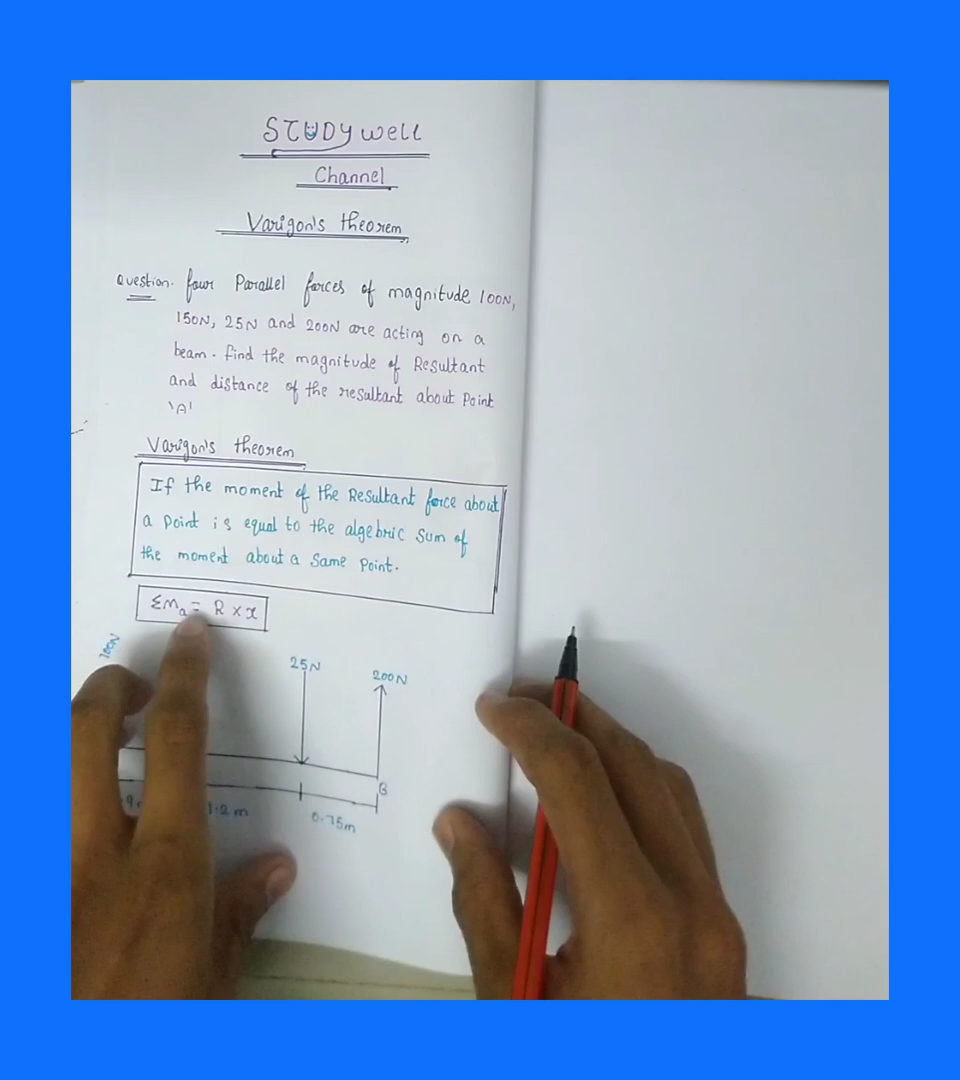 STUDY well
Channel
Varigon's theorem
Question. four Parallel forces of magnitude 100N,
150N, 25N and 200N are acting on a
beam. find the magnitude of Resultant
and distance of the resultant about Point
'A'
Varigon's theorem
If the moment of the Resultant force about
a point is equal to the algebric sum of
the moment about a same point.
ΣMa = R × x
100N
25N
200N
B
1.2 m
0.75m